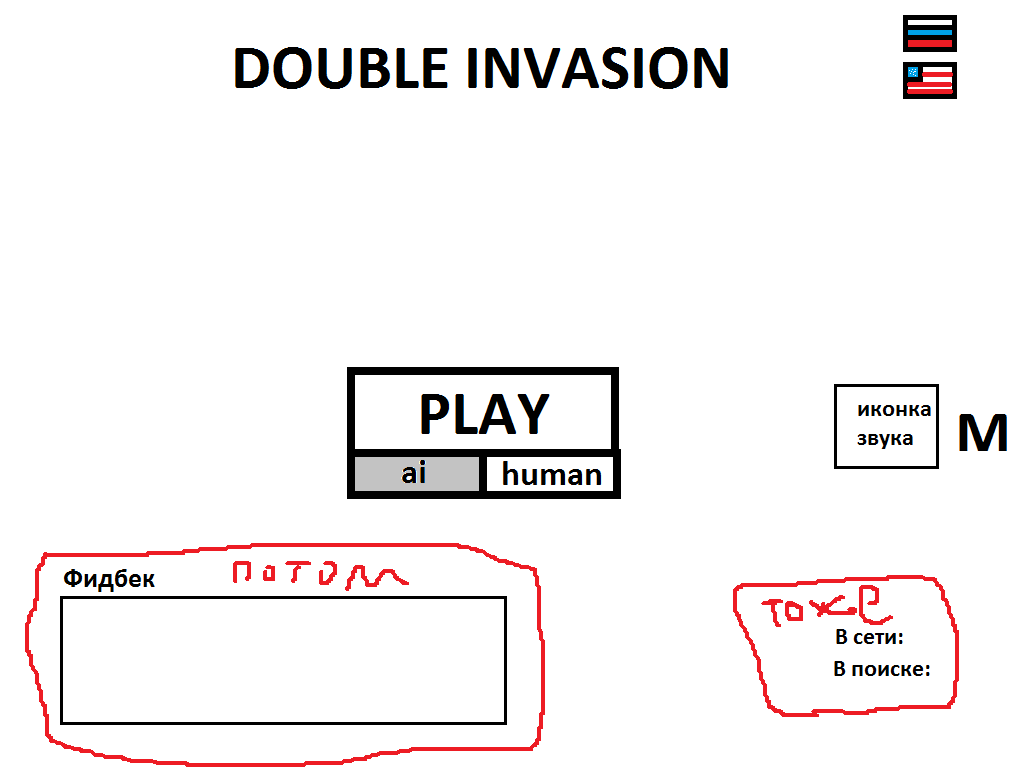 DOUBLE INVASION
PLAY
ai
human
иконка
звука
M
Фидбек
потом
тоже
В сети:
В поиске: